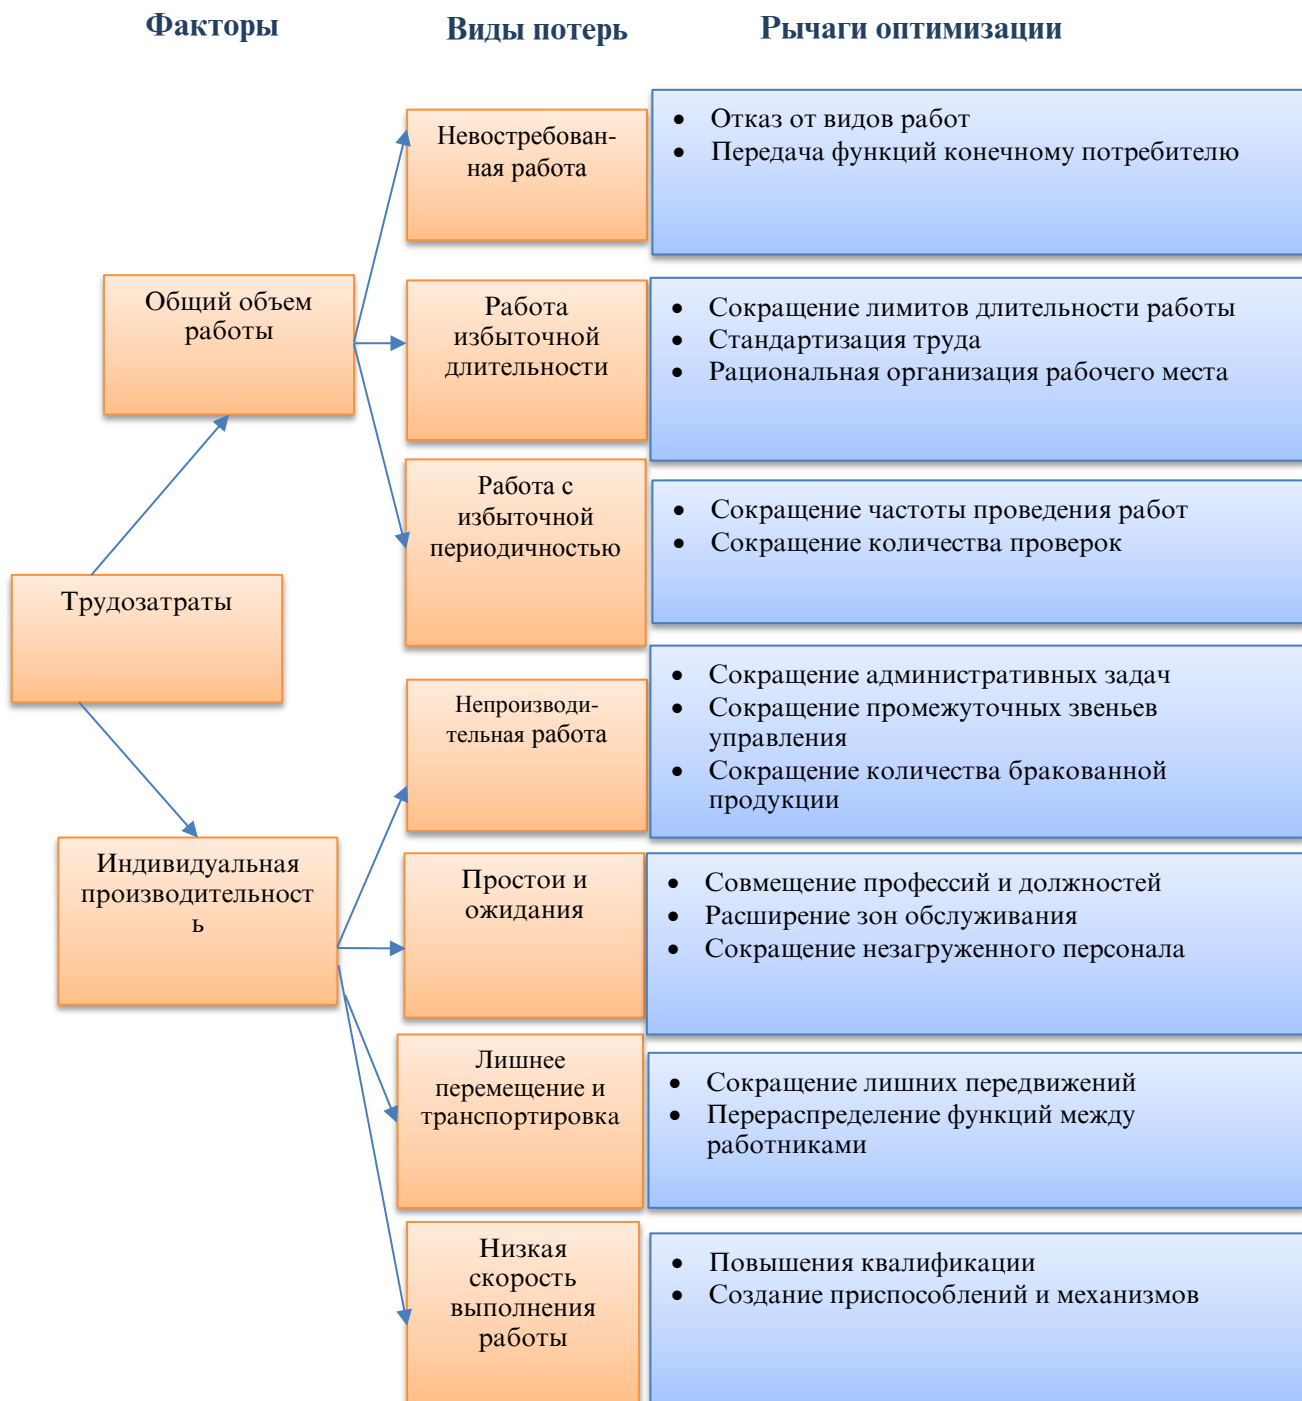 Факторы
Виды потерь
Рычаги оптимизации
Невостребован-
ная работа
• Отказ от видов работ
• Передача функций конечному потребителю
Общий объем
работы
Работа
избыточной
длительности
• Сокращение лимитов длительности работы
• Стандартизация труда
• Рациональная организация рабочего места
Работа с
избыточной
периодичностью
• Сокращение частоты проведения работ
• Сокращение количества проверок
Трудозатраты
Непроизводи-
тельная работа
• Сокращение административных задач
• Сокращение промежуточных звеньев
управления
• Сокращение количества бракованной
продукции
Индивидуальная
производительност
ь
Простои и
ожидания
• Совмещение профессий и должностей
• Расширение зон обслуживания
• Сокращение незагруженного персонала
Лишнее
перемещение и
транспортировка
• Сокращение лишних передвижений
• Перераспределение функций между
работниками
Низкая
скорость
выполнения
работы
• Повышения квалификации
• Создание приспособлений и механизмов